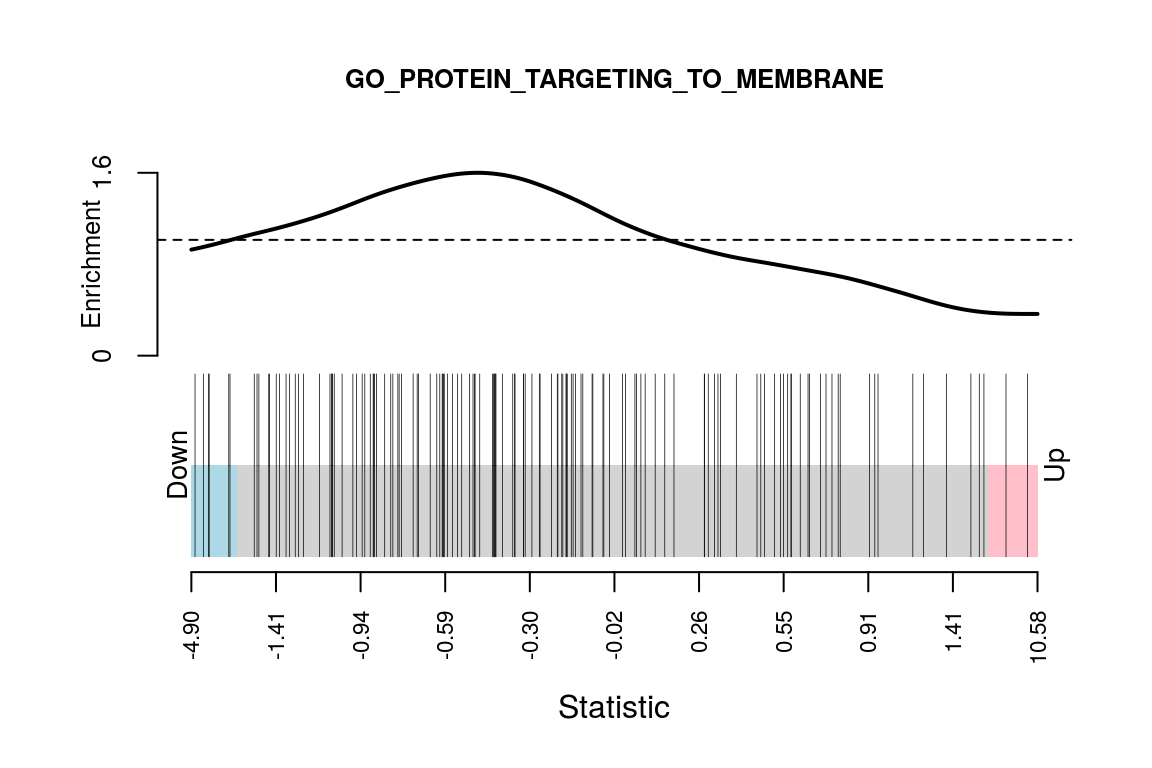 GO_PROTEIN_TARGETING_TO_MEMBRANE
Enrichment
1.6
0
Down
Up
-4.90
-1.41
-0.94
-0.59
-0.30
-0.02
0.26
0.55
0.91
1.41
10.58
Statistic